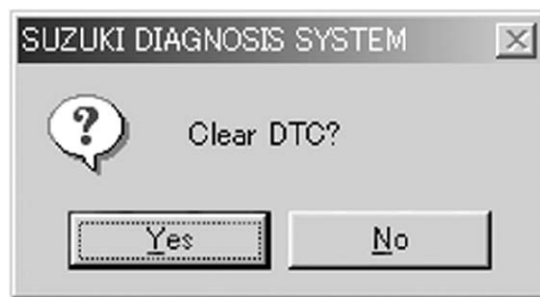 SUZUKI DIAGNOSIS SYSTEM
?
Clear DTC?
Yes No